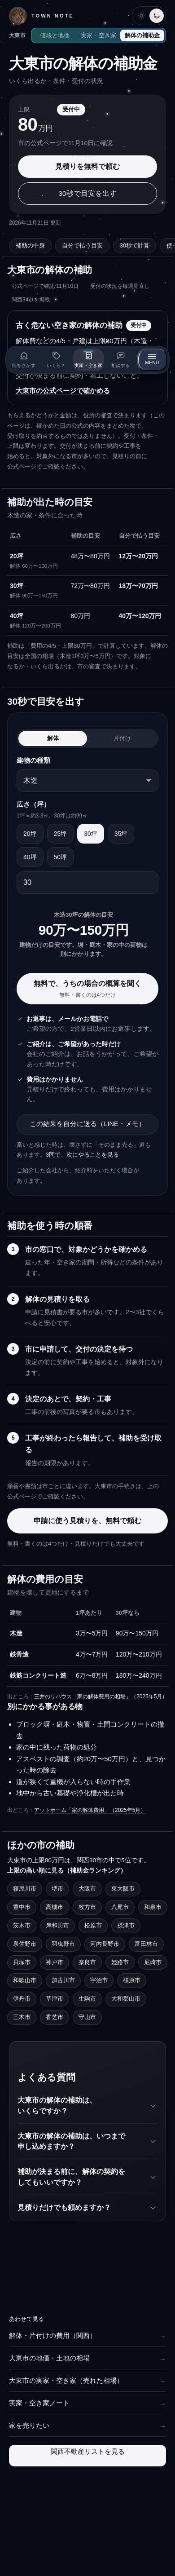 TOWN NOTE
大東市
値段と地価
実家・空き家
解体の補助金
大東市の解体の補助金
いくら出るか・条件・受付の状況
上限
受付中
80万円
市の公式ページで11月10日に確認
見積りを無料で頼む
30秒で目安を出す
補助の中身
自分で払う目安
30秒で計算
大東市の解体の補助
公式ページで確認 11月10日
受付の状況を毎週見直し
関西34市を掲載
古すく危ない空き家の解体の補助
受付中
解体費などの4/5・戸建は上限80万円（木造・
街をさがす
いくら？
実家・空き家
相談する
MENU
交付が決まる前に契約・着工しないこと。
大東市の公式ページで確かめる
もらえるかどうかと金額は、役所の審査で決まります（この
ページは、確かめた日の公式の内容をまとめたもので、
受け取りを約束するものではありません）。受付・条件・
上限が変わることがあります。申し込む前に公式ページで
確かめ、対象外になる市が多いので、見積りの前に
公式ページでご確認ください。
補助が出た時の目安
木造の家・条件に合った時
広さ
補助の目安
自分で払う目安
20坪
解体 60万〜100万円
48万〜80万円
12万〜20万円
30坪
解体 90万〜150万円
72万〜80万円
18万〜70万円
40坪
解体 120万〜200万円
80万円
40万〜120万円
補助は「費用の4/5・上限80万円」で計算しています。解体の
目安は全国の相場（木造1坪3万〜5万円）です。対象に
なるか・いくら出るかは、市の審査で決まります。
30秒で目安を出す
解体
片付け
建物の種類
木造
広さ（坪）
1坪＝約3.3㎡、30坪は約99㎡
20坪
25坪
30坪
35坪
40坪
50坪
30
木造30坪の解体の目安
90万〜150万円
建物だけの目安です。塀・庭木・家の中の荷物は
別にかかります。
無料で、うちの場合の概算を聞く
無料・書くのは4つだけ
お返事は、メールかお電話で
ご希望の方で、2営業日以内にお返事します。
ご紹介は、ご希望があった時だけ
会社のご紹介は、お話をうかがって、ご希望が
あった時だけです。
費用はかかりません
見積りだけで終わっても、費用はかかりませ
ん。
この結果を自分に送る（LINE・メモ）
高いと感じた時は、壊さずに「そのまま売る」道も
あります。3問で、次にやることを見る
ご紹介した会社から、紹介料をいただく場合が
あります。
補助を使う時の順番
1
市の窓口で、対象かどうかを確かめる
建った年・空き家の期間・所得などの条件がありま
す。
2
解体の見積りを取る
申請に見積書が要る市が多いです。2〜3社でくら
べると安心です。
3
市に申請して、交付の決定を待つ
決定の前に契約や工事を始めると、対象外になり
ます。
4
決定のあとで、契約・工事
工事の前後の写真が要る市もあります。
5
工事が終わったら報告して、補助を受け取
る
報告の期限があります。
順番や書類は市ごとに違います。大東市の手続きは、上の
公式ページでご確認ください。
申請に使う見積りを、無料で頼む
無料・書くのは4つだけ・見積りだけでも大丈夫です
解体の費用の目安
建物を壊して更地にするまで
建物
1坪あたり
30坪なら
木造
3万〜5万円
90万〜150万円
鉄骨造
4万〜7万円
120万〜210万円
鉄筋コンクリート造
6万〜8万円
180万〜240万円
出どころ：三井のリハウス「家の解体費用の相場」（2025年5月）
別にかかる事がある物
ブロック塀・庭木・物置・土間コンクリートの撤
去
家の中に残った荷物の処分
アスベストの調査（約20万〜50万円）と、見つか
った時の除去
道が狭くて重機が入らない時の手作業
地中から古い基礎や浄化槽が出た時
出どころ：アットホーム「家の解体費用」（2025年5月）
ほかの市の補助
大東市の上限80万円は、関西30市の中で5位です。
上限の高い順に見る（補助金ランキング）
寝屋川市
堺市
大阪市
東大阪市
豊中市
高槻市
枚方市
八尾市
和泉市
茨木市
岸和田市
松原市
摂津市
泉佐野市
羽曳野市
河内長野市
富田林市
貝塚市
神戸市
奈良市
姫路市
尼崎市
和歌山市
加古川市
宇治市
橿原市
伊丹市
草津市
生駒市
大和郡山市
三木市
香芝市
守山市
よくある質問
大東市の解体の補助は、
いくらですか？
大東市の解体の補助は、いつまで
申し込めますか？
補助が決まる前に、解体の契約を
してもいいですか？
見積りだけでも頼めますか？
あわせて見る
解体・片付けの費用（関西）
大東市の地価・土地の相場
大東市の実家・空き家（売れた相場）
実家・空き家ノート
家を売りたい
関西不動産リストを見る